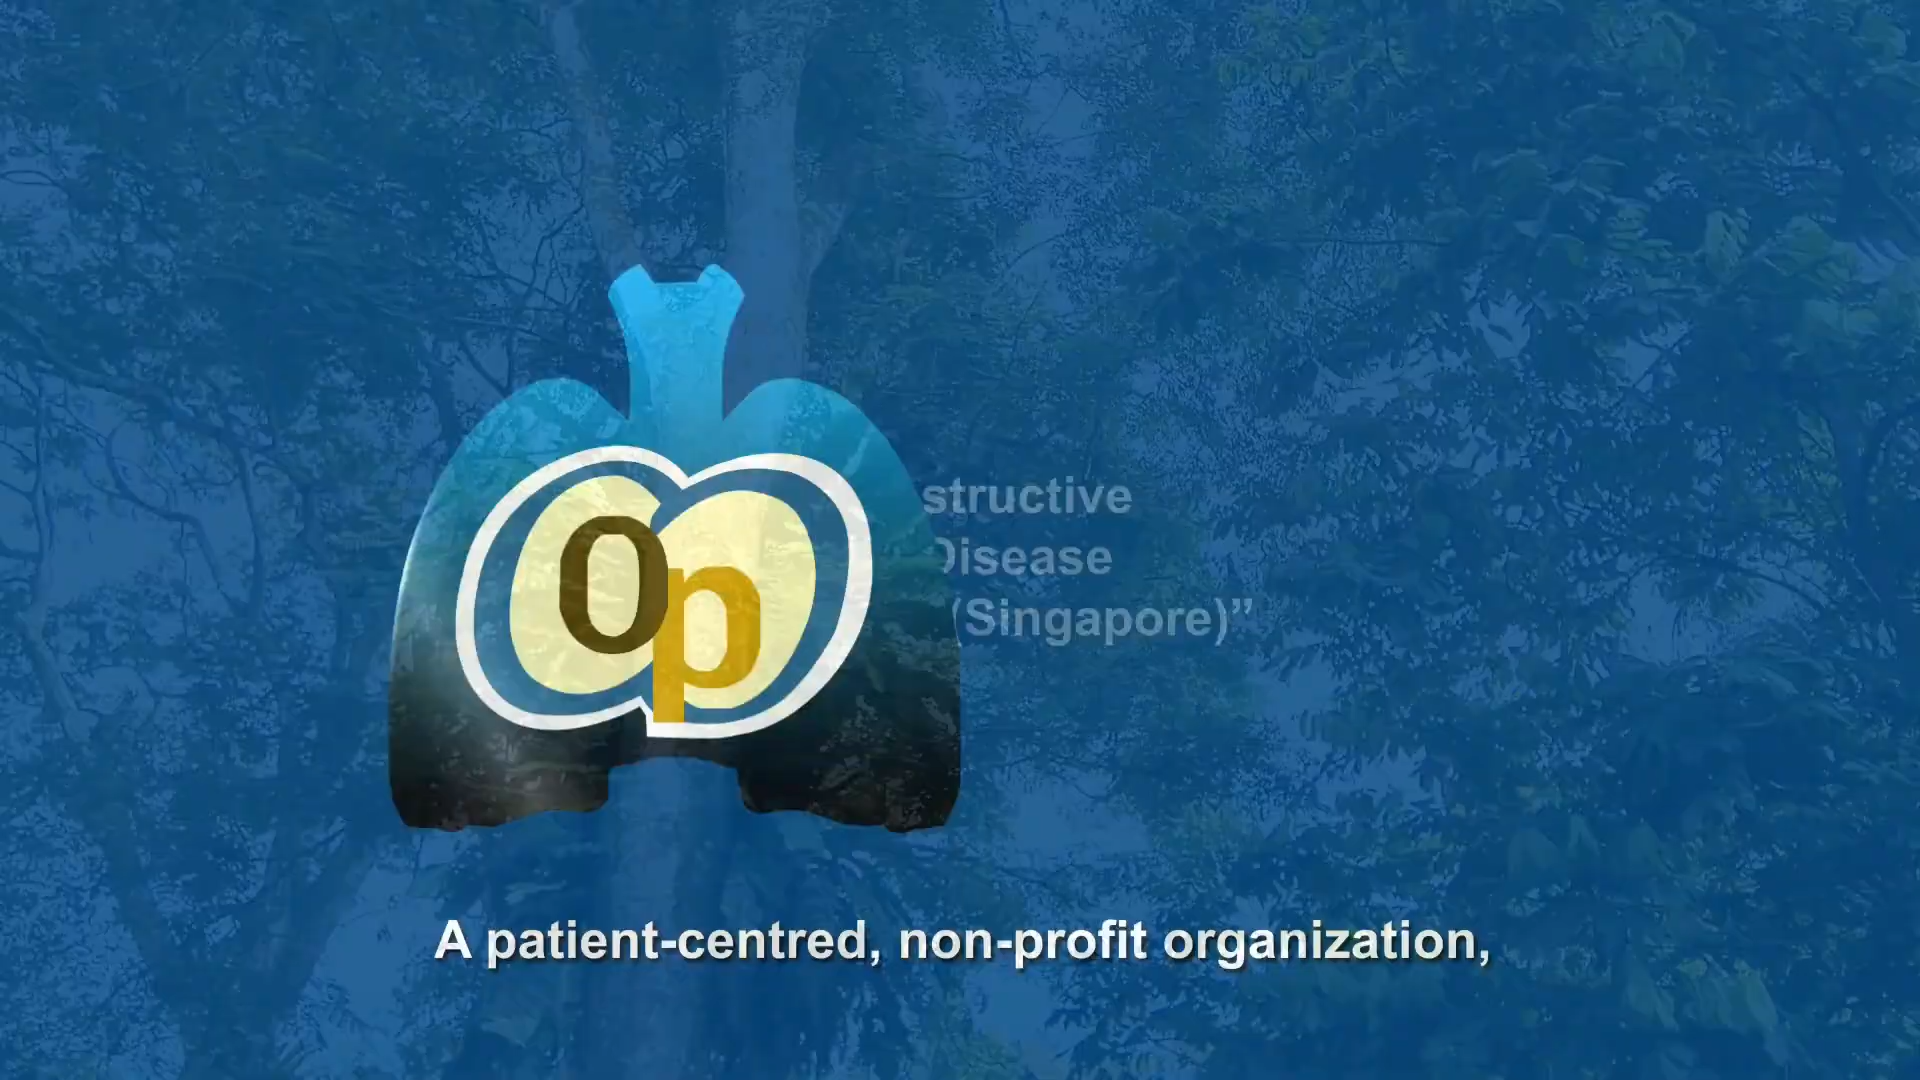 op
structive
Disease
(Singapore)”
A patient-centred, non-profit organization,